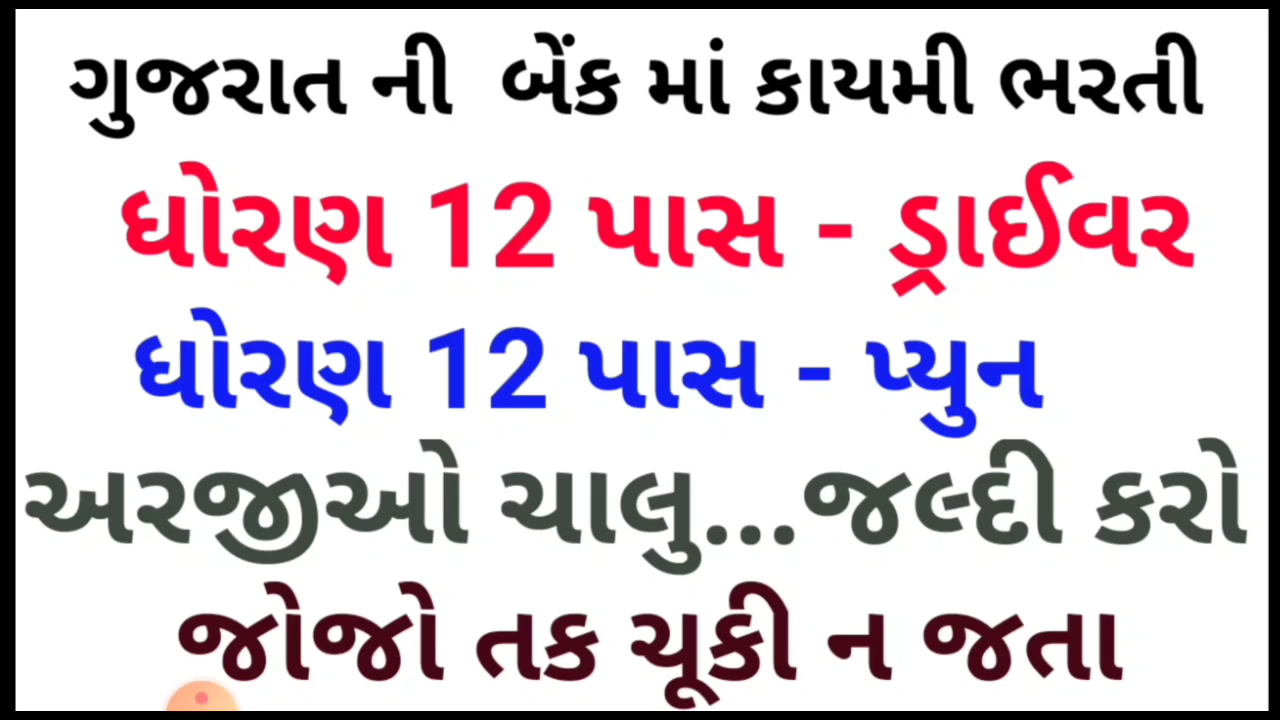 ગુજરાત ની બેંક માં કાયમી ભરતી
ધોરણ 12 પાસ - ડ્રાઈવર
ધોરણ 12 પાસ - પ્યુન
અરજીઓ ચાલુ...જલ્દી કરો
જોજો તક ચૂકી ન જતા